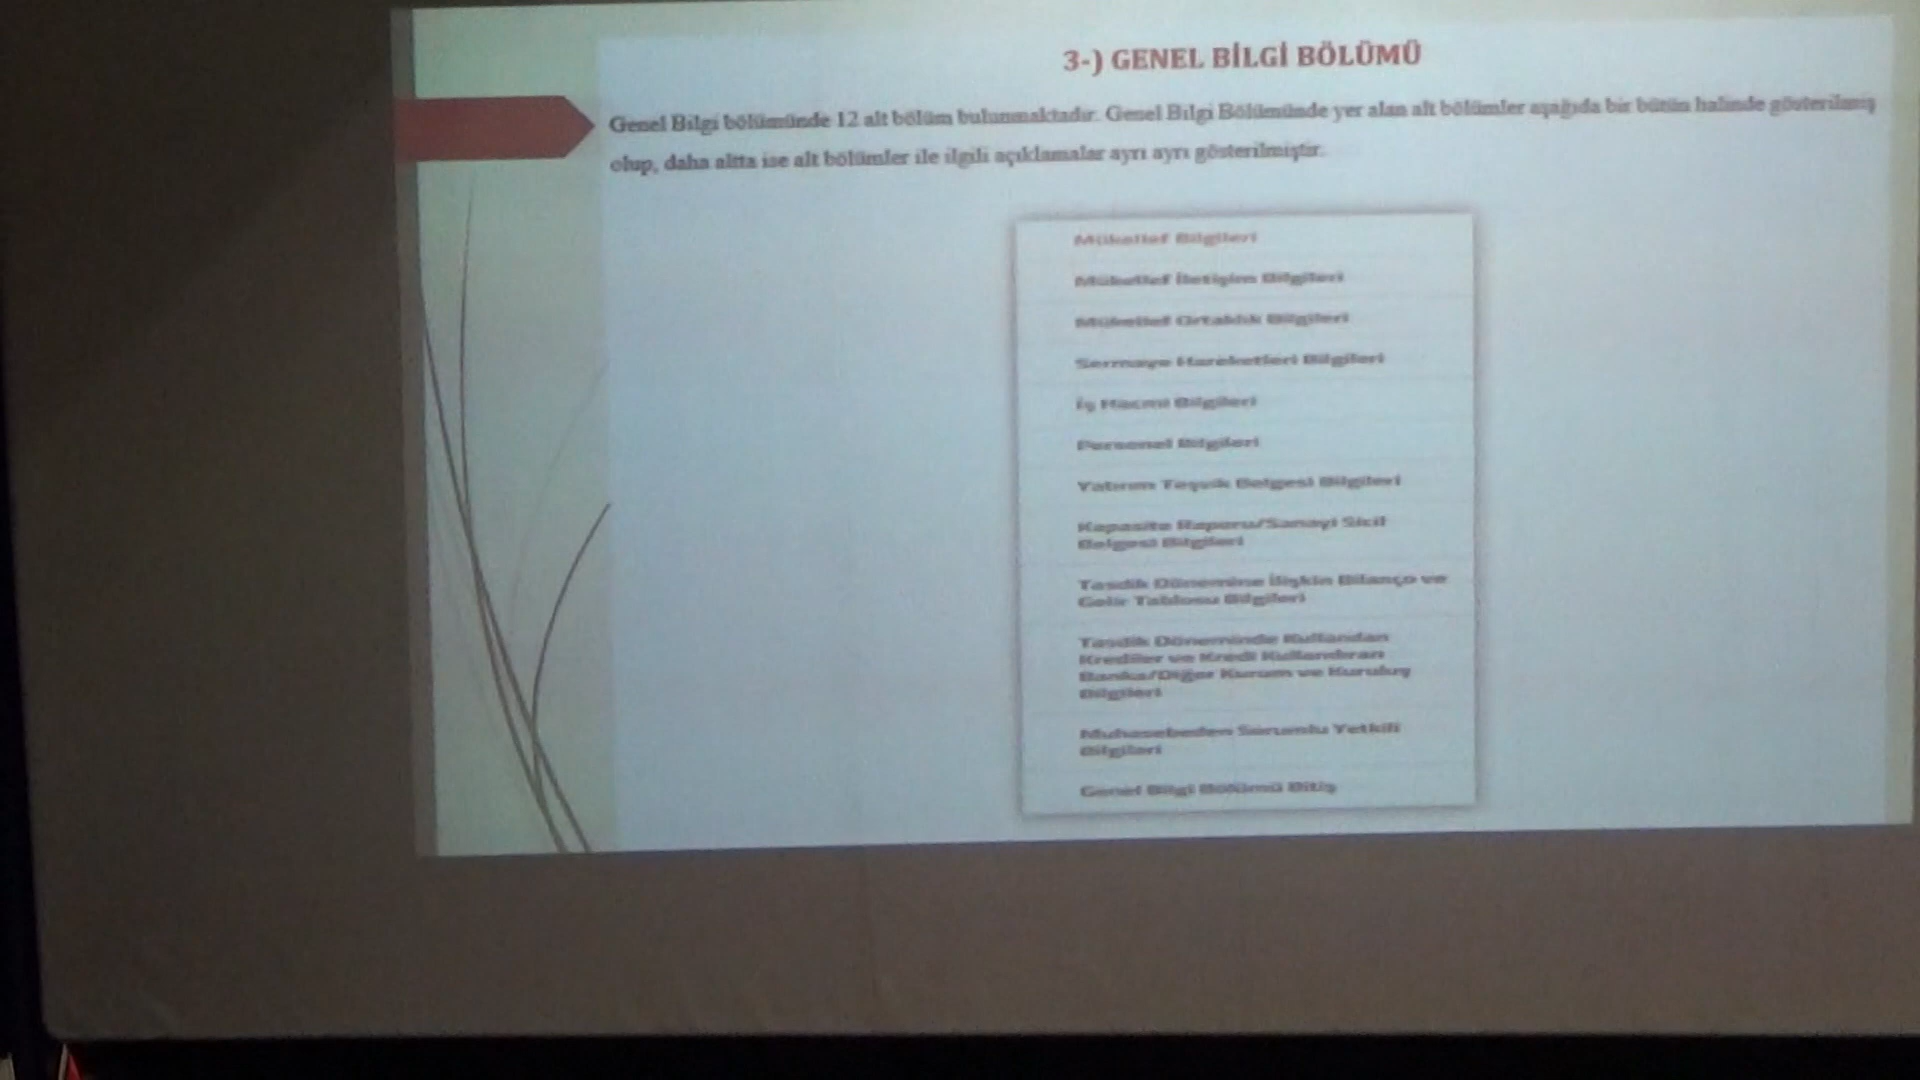 3-) GENEL BİLGİ BÖLÜMÜ
Genel Bilgi bölümünde 12 alt bölüm bulunmaktadır. Genel Bilgi Bölümünde yer alan alt bölümler aşağıda bir bütün halinde gösterilmiş
olup, daha altta ise alt bölümler ile ilgili açıklamalar ayrı ayrı gösterilmiştir.
Mükellef Bilgileri
Mükellef İletişim Bilgileri
Mükellef Ortaklık Bilgileri
Sermaye Hareketleri Bilgileri
İş Hacmi Bilgileri
Personel Bilgileri
Yatırım Teşvik Belgesi Bilgileri
Kapasite Raporu/Sanayi Sicil
Belgesi Bilgileri
Tasdik Dönemine İlişkin Bilanço ve
Gelir Tablosu Bilgileri
Tasdik Döneminde Kullanılan
Krediler ve Kredi Kullandıran
Banka/Diğer Kurum ve Kuruluş
Bilgileri
Muhasebeden Sorumlu Yetkili
Bilgileri
Genel Bilgi Bölümü Bitiş